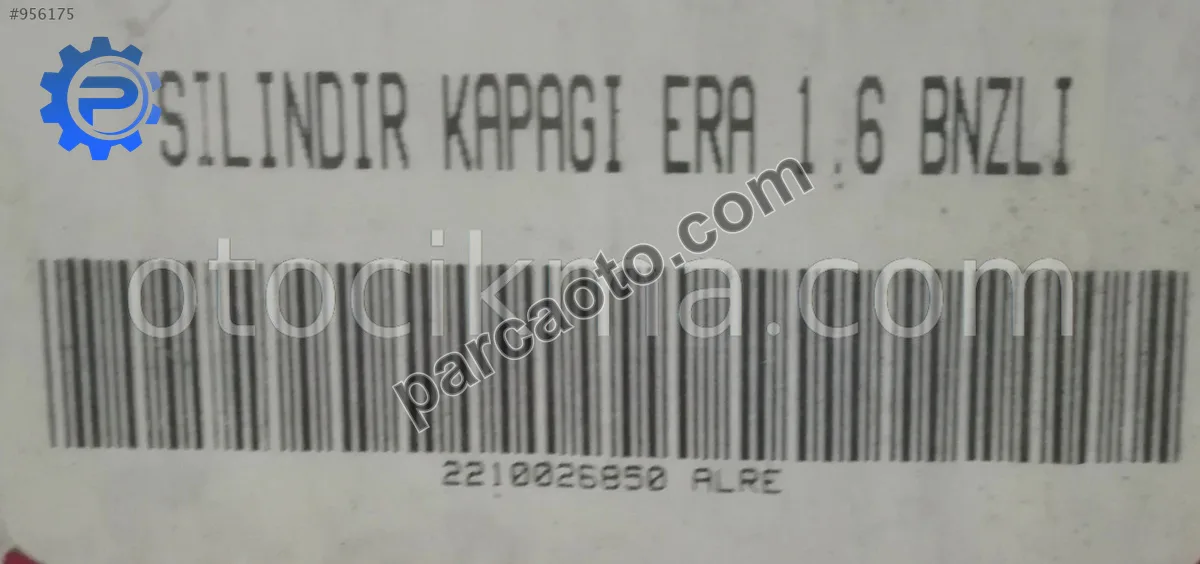 #956175
SILINDIR KAPAGI ERA 1.6 BNZLI
otocikma.com
parcaoto.com
2210026850 ALRE